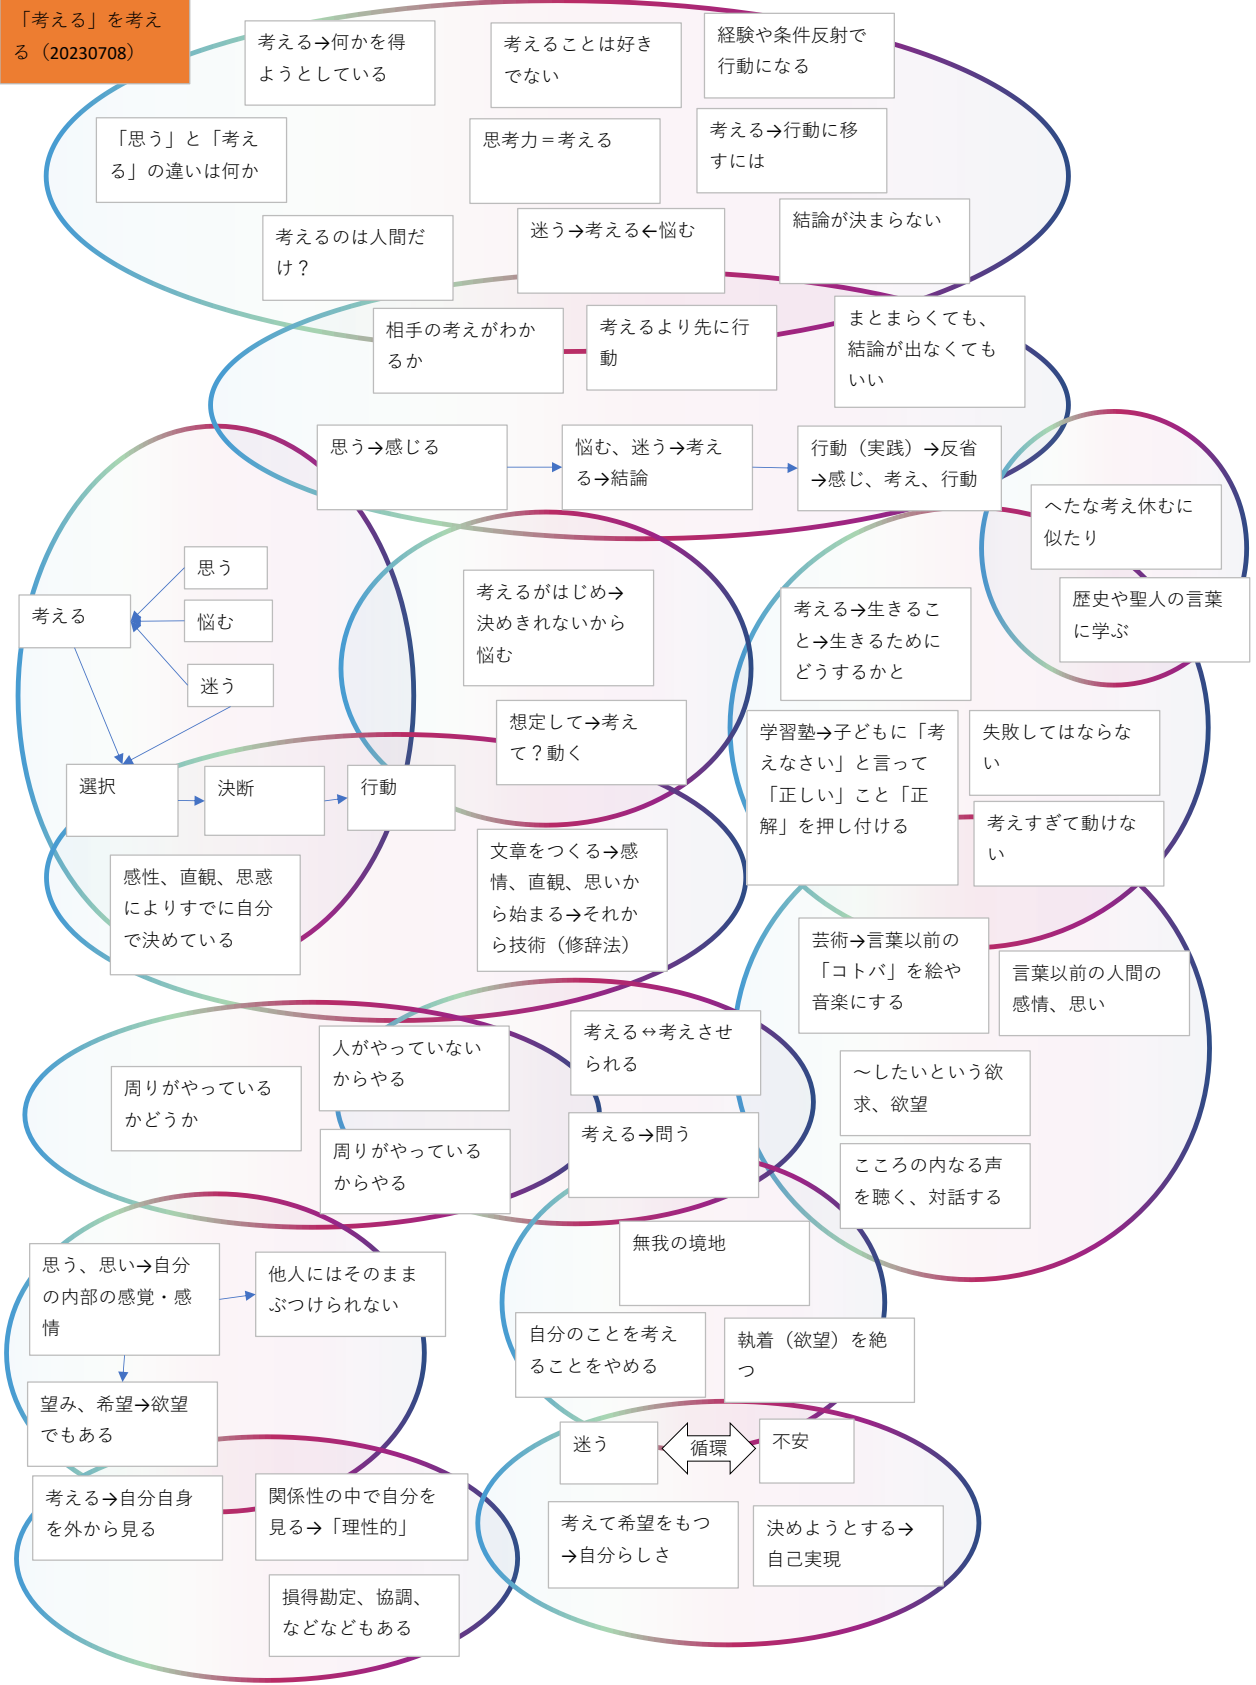 「考える」を考え
る（20230708）
考える→何かを得
ようとしている
考えることは好き
でない
経験や条件反射で
行動になる
「思う」と「考え
る」の違いは何か
思考力＝考える
考える→行動に移
すには
考えるのは人間だ
け？
迷う→考える←悩む
結論が決まらない
相手の考えがわか
るか
考えるより先に行
動
まとまらくても、
結論が出なくても
いい
思う→感じる
悩む、迷う→考え
る→結論
行動（実践）→反省
→感じ、考え、行動
へたな考え休むに
似たり
歴史や聖人の言葉
に学ぶ
考える
思う
悩む
迷う
選択
決断
行動
感性、直観、思惑
によりすでに自分
で決めている
考えるがはじめ→
決めきれないから
悩む
想定して→考え
て？動く
文章をつくる→感
情、直観、思いか
ら始まる→それか
ら技術（修辞法）
考える→生きるこ
と→生きるために
どうするかと
学習塾→子どもに「考
えなさい」と言って
「正しい」こと「正
解」を押し付ける
失敗してはならな
い
考えすぎて動けな
い
芸術→言葉以前の
「コトバ」を絵や
音楽にする
言葉以前の人間の
感情、思い
～したいという欲
求、欲望
こころの内なる声
を聴く、対話する
周りがやっている
かどうか
人がやっていない
からやる
周りがやっている
からやる
考える↔考えさせ
られる
考える→問う
無我の境地
自分のことを考え
ることをやめる
執着（欲望）を絶
つ
思う、思い→自分
の内部の感覚・感
情
他人にはそのまま
ぶつけられない
望み、希望→欲望
でもある
考える→自分自身
を外から見る
関係性の中で自分を
見る→「理性的」
損得勘定、協調、
などなどもある
迷う
循環
不安
考えて希望をもつ
→自分らしさ
決めようとする→
自己実現